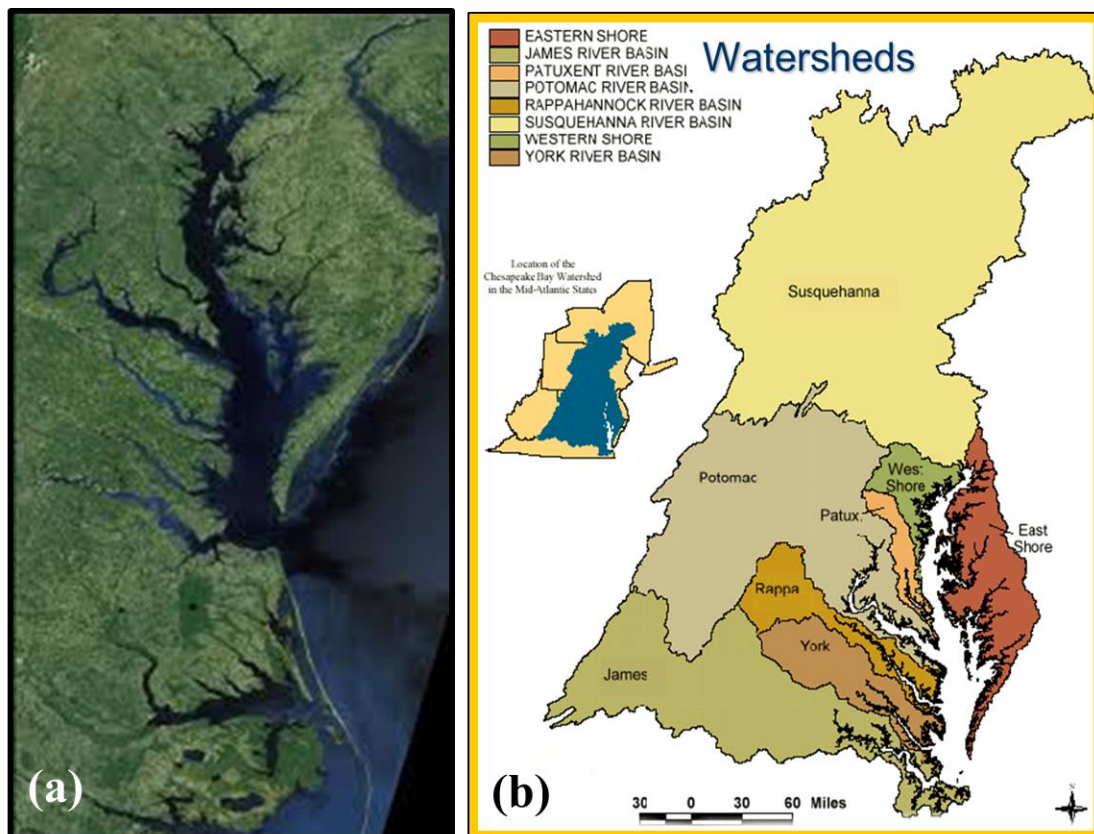 (a)
EASTERN SHORE
JAMES RIVER BASIN
PATUXENT RIVER BASI
POTOMAC RIVER BASIN
RAPPAHANNOCK RIVER BASIN
SUSQUEHANNA RIVER BASIN
WESTERN SHORE
YORK RIVER BASIN
Watersheds
Location of the
Chesapeake Bay Watershed
in the Mid-Atlantic States
Susquehanna
Potomac
Wes: Shore
Patux.
East
Shore
Rappa
York
James
(b)
30 0 30 60 Miles
N